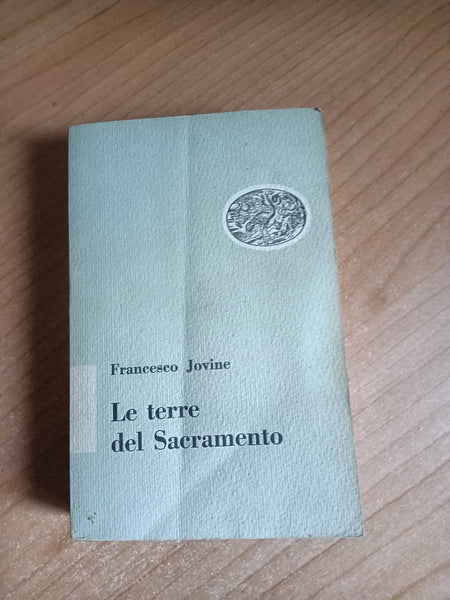 Francesco Jovine
Le terre
del Sacramento